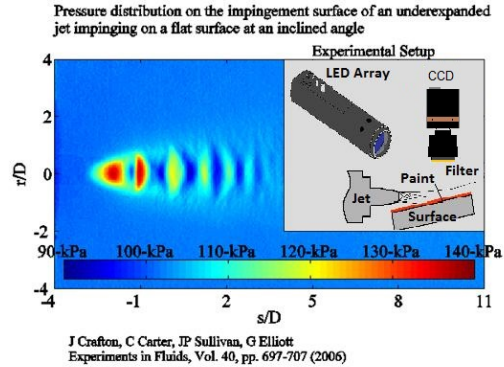 Pressure distribution on the impingement surface of an underexpanded
jet impinging on a flat surface at an inclined angle
Experimental Setup
LED Array
CCD
Filter
Paint
Jet
Surface
4
2
r/D
0
-2
90-kPa 100-kPa 110-kPa 120-kPa 130-kPa 140-kPa
-4
-4 -1 2 5 8 11
s/D
J Crafton, C Carter, JP Sullivan, G Elliott
Experiments in Fluids, Vol. 40, pp. 697-707 (2006)